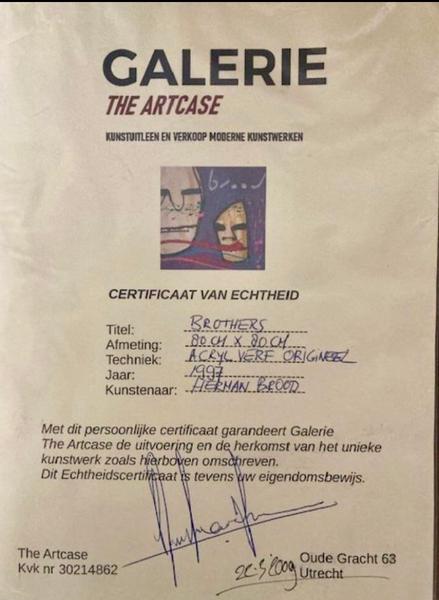 GALERIE
THE ARTCASE
KUNSTUITLEEN EN VERKOOP MODERNE KUNSTWERKEN
CERTIFICAAT VAN ECHTHEID
Titel: BROTHERS
Afmeting: 80 CM X 80 CM
Techniek: ACRYL VERF ORIGINEEL
Jaar: 1997
Kunstenaar: HERMAN BROOD
Met dit persoonlijke certificaat garandeert Galerie
The Artcase de uitvoering en de herkomst van het unieke
kunstwerk zoals hierboven omschreven.
Dit Echtheidscertificaat is tevens uw eigendomsbewijs.
The Artcase
Kvk nr 30214862
Oude Gracht 63
Utrecht